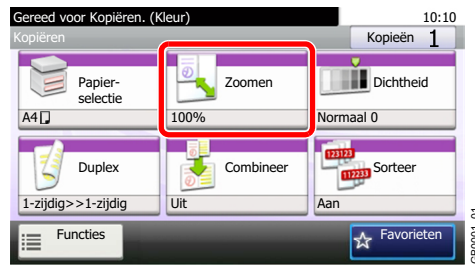 Gereed voor Kopiëren. (Kleur) 10:10
Kopiëren Kopieën 1
Papier-
selectie
Zoomen
Dichtheid
A4 100% Normaal 0
Duplex
Combineer
123123
112233
Sorteer
1-zijdig>>1-zijdig Uit Aan
Functies Favorieten
GB0001_01